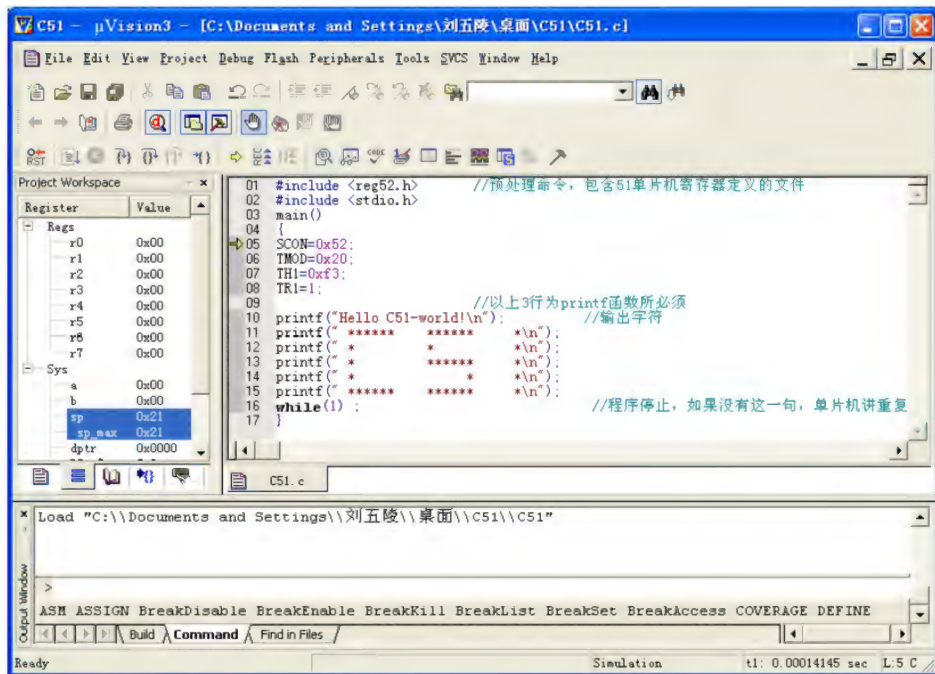 C51 - μVision3 - [C:\Documents and Settings\刘五陵\桌面\C51\C51.c]
File Edit View Project Debug Flash Peripherals Tools SVCS Window Help
RST
CODE
Project Workspace
Register Value
Regs
r0 0x00
r1 0x00
r2 0x00
r3 0x00
r4 0x00
r5 0x00
r6 0x00
r7 0x00
Sys
a 0x00
b 0x00
sp 0x21
sp_max 0x21
dptr 0x0000
01 #include <reg52.h> //预处理命令，包含51单片机寄存器定义的文件
02 #include <stdio.h>
03 main()
04 {
05 SCON=0x52;
06 TMOD=0x20;
07 TH1=0xf3;
08 TR1=1;
09 //以上3行为printf函数所必须
10 printf("Hello C51-world!\n"); //输出字符
11 printf(" ****** ****** *\n");
12 printf(" * * *\n");
13 printf(" * ****** *\n");
14 printf(" * * *\n");
15 printf(" ****** ****** *\n");
16 while(1) ; //程序停止，如果没有这一句，单片机讲重复
17 }
C51.c
Load "C:\\Documents and Settings\\刘五陵\\桌面\\C51\\C51"
>
ASM ASSIGN BreakDisable BreakEnable BreakKill BreakList BreakSet BreakAccess COVERAGE DEFINE
Output Window
Build Command Find in Files
Ready Simulation t1: 0.00014145 sec L:5 C